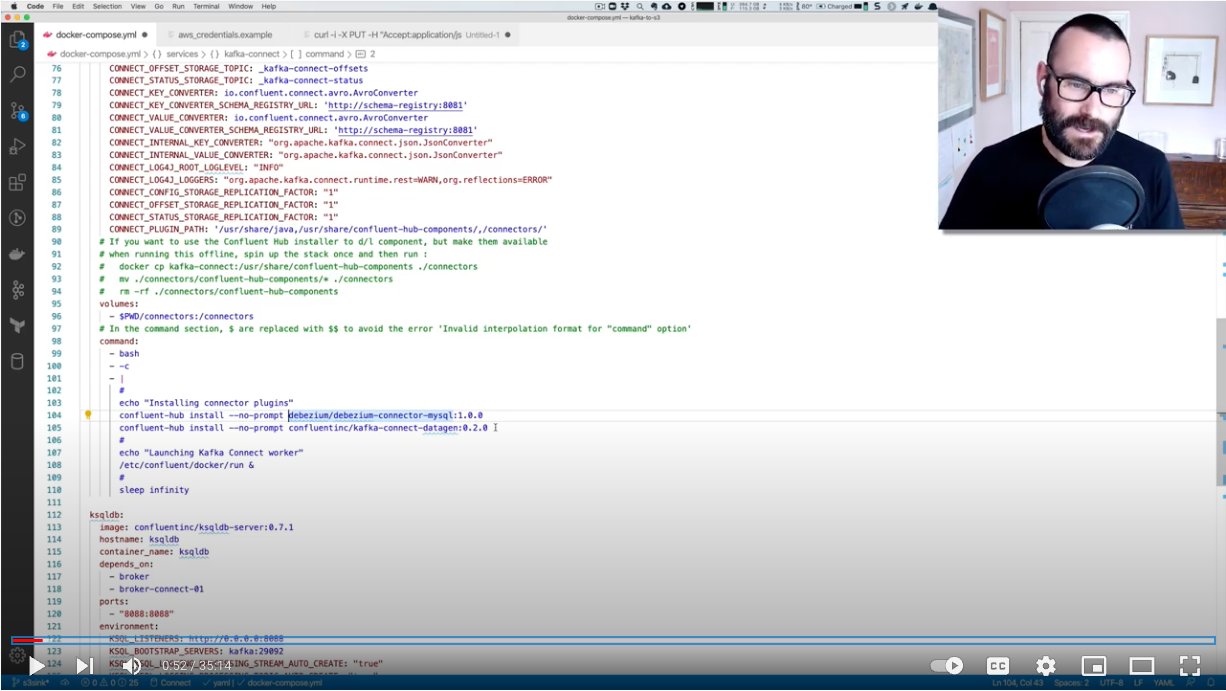 Code File Edit Selection View Go Run Terminal Window Help
docker-compose.yml — kafka-to-s3
docker-compose.yml aws_credentials.example curl -i -X PUT -H "Accept:application/js Untitled-1
docker-compose.yml > {} services > {} kafka-connect > [ ] command > 2
76 CONNECT_OFFSET_STORAGE_TOPIC: _kafka-connect-offsets
77 CONNECT_STATUS_STORAGE_TOPIC: _kafka-connect-status
78 CONNECT_KEY_CONVERTER: io.confluent.connect.avro.AvroConverter
79 CONNECT_KEY_CONVERTER_SCHEMA_REGISTRY_URL: 'http://schema-registry:8081'
80 CONNECT_VALUE_CONVERTER: io.confluent.connect.avro.AvroConverter
81 CONNECT_VALUE_CONVERTER_SCHEMA_REGISTRY_URL: 'http://schema-registry:8081'
82 CONNECT_INTERNAL_KEY_CONVERTER: "org.apache.kafka.connect.json.JsonConverter"
83 CONNECT_INTERNAL_VALUE_CONVERTER: "org.apache.kafka.connect.json.JsonConverter"
84 CONNECT_LOG4J_ROOT_LOGLEVEL: "INFO"
85 CONNECT_LOG4J_LOGGERS: "org.apache.kafka.connect.runtime.rest=WARN,org.reflections=ERROR"
86 CONNECT_CONFIG_STORAGE_REPLICATION_FACTOR: "1"
87 CONNECT_OFFSET_STORAGE_REPLICATION_FACTOR: "1"
88 CONNECT_STATUS_STORAGE_REPLICATION_FACTOR: "1"
89 CONNECT_PLUGIN_PATH: '/usr/share/java,/usr/share/confluent-hub-components/,/connectors/'
90 # If you want to use the Confluent Hub installer to d/l component, but make them available
91 # when running this offline, spin up the stack once and then run :
92 # docker cp kafka-connect:/usr/share/confluent-hub-components ./connectors
93 # mv ./connectors/confluent-hub-components/* ./connectors
94 # rm -rf ./connectors/confluent-hub-components
95 volumes:
96 - $PWD/connectors:/connectors
97 # In the command section, $ are replaced with $$ to avoid the error 'Invalid interpolation format for "command" option'
98 command:
99 - bash
100 - -c
101 - |
102 #
103 echo "Installing connector plugins"
104 confluent-hub install --no-prompt debezium/debezium-connector-mysql:1.0.0
105 confluent-hub install --no-prompt confluentinc/kafka-connect-datagen:0.2.0
106 #
107 echo "Launching Kafka Connect worker"
108 /etc/confluent/docker/run &
109 #
110 sleep infinity
111
112 ksqldb:
113 image: confluentinc/ksqldb-server:0.7.1
114 hostname: ksqldb
115 container_name: ksqldb
116 depends_on:
117 - broker
118 - broker-connect-01
119 ports:
120 - "8088:8088"
121 environment:
122 KSQL_LISTENERS: http://0.0.0.0:8088
123 KSQL_BOOTSTRAP_SERVERS: kafka:29092
124
0:52 / 35:14
CC
Connect yaml docker-compose.yml Ln 104, Col 43 Spaces: 2 UTF-8 LF YAML